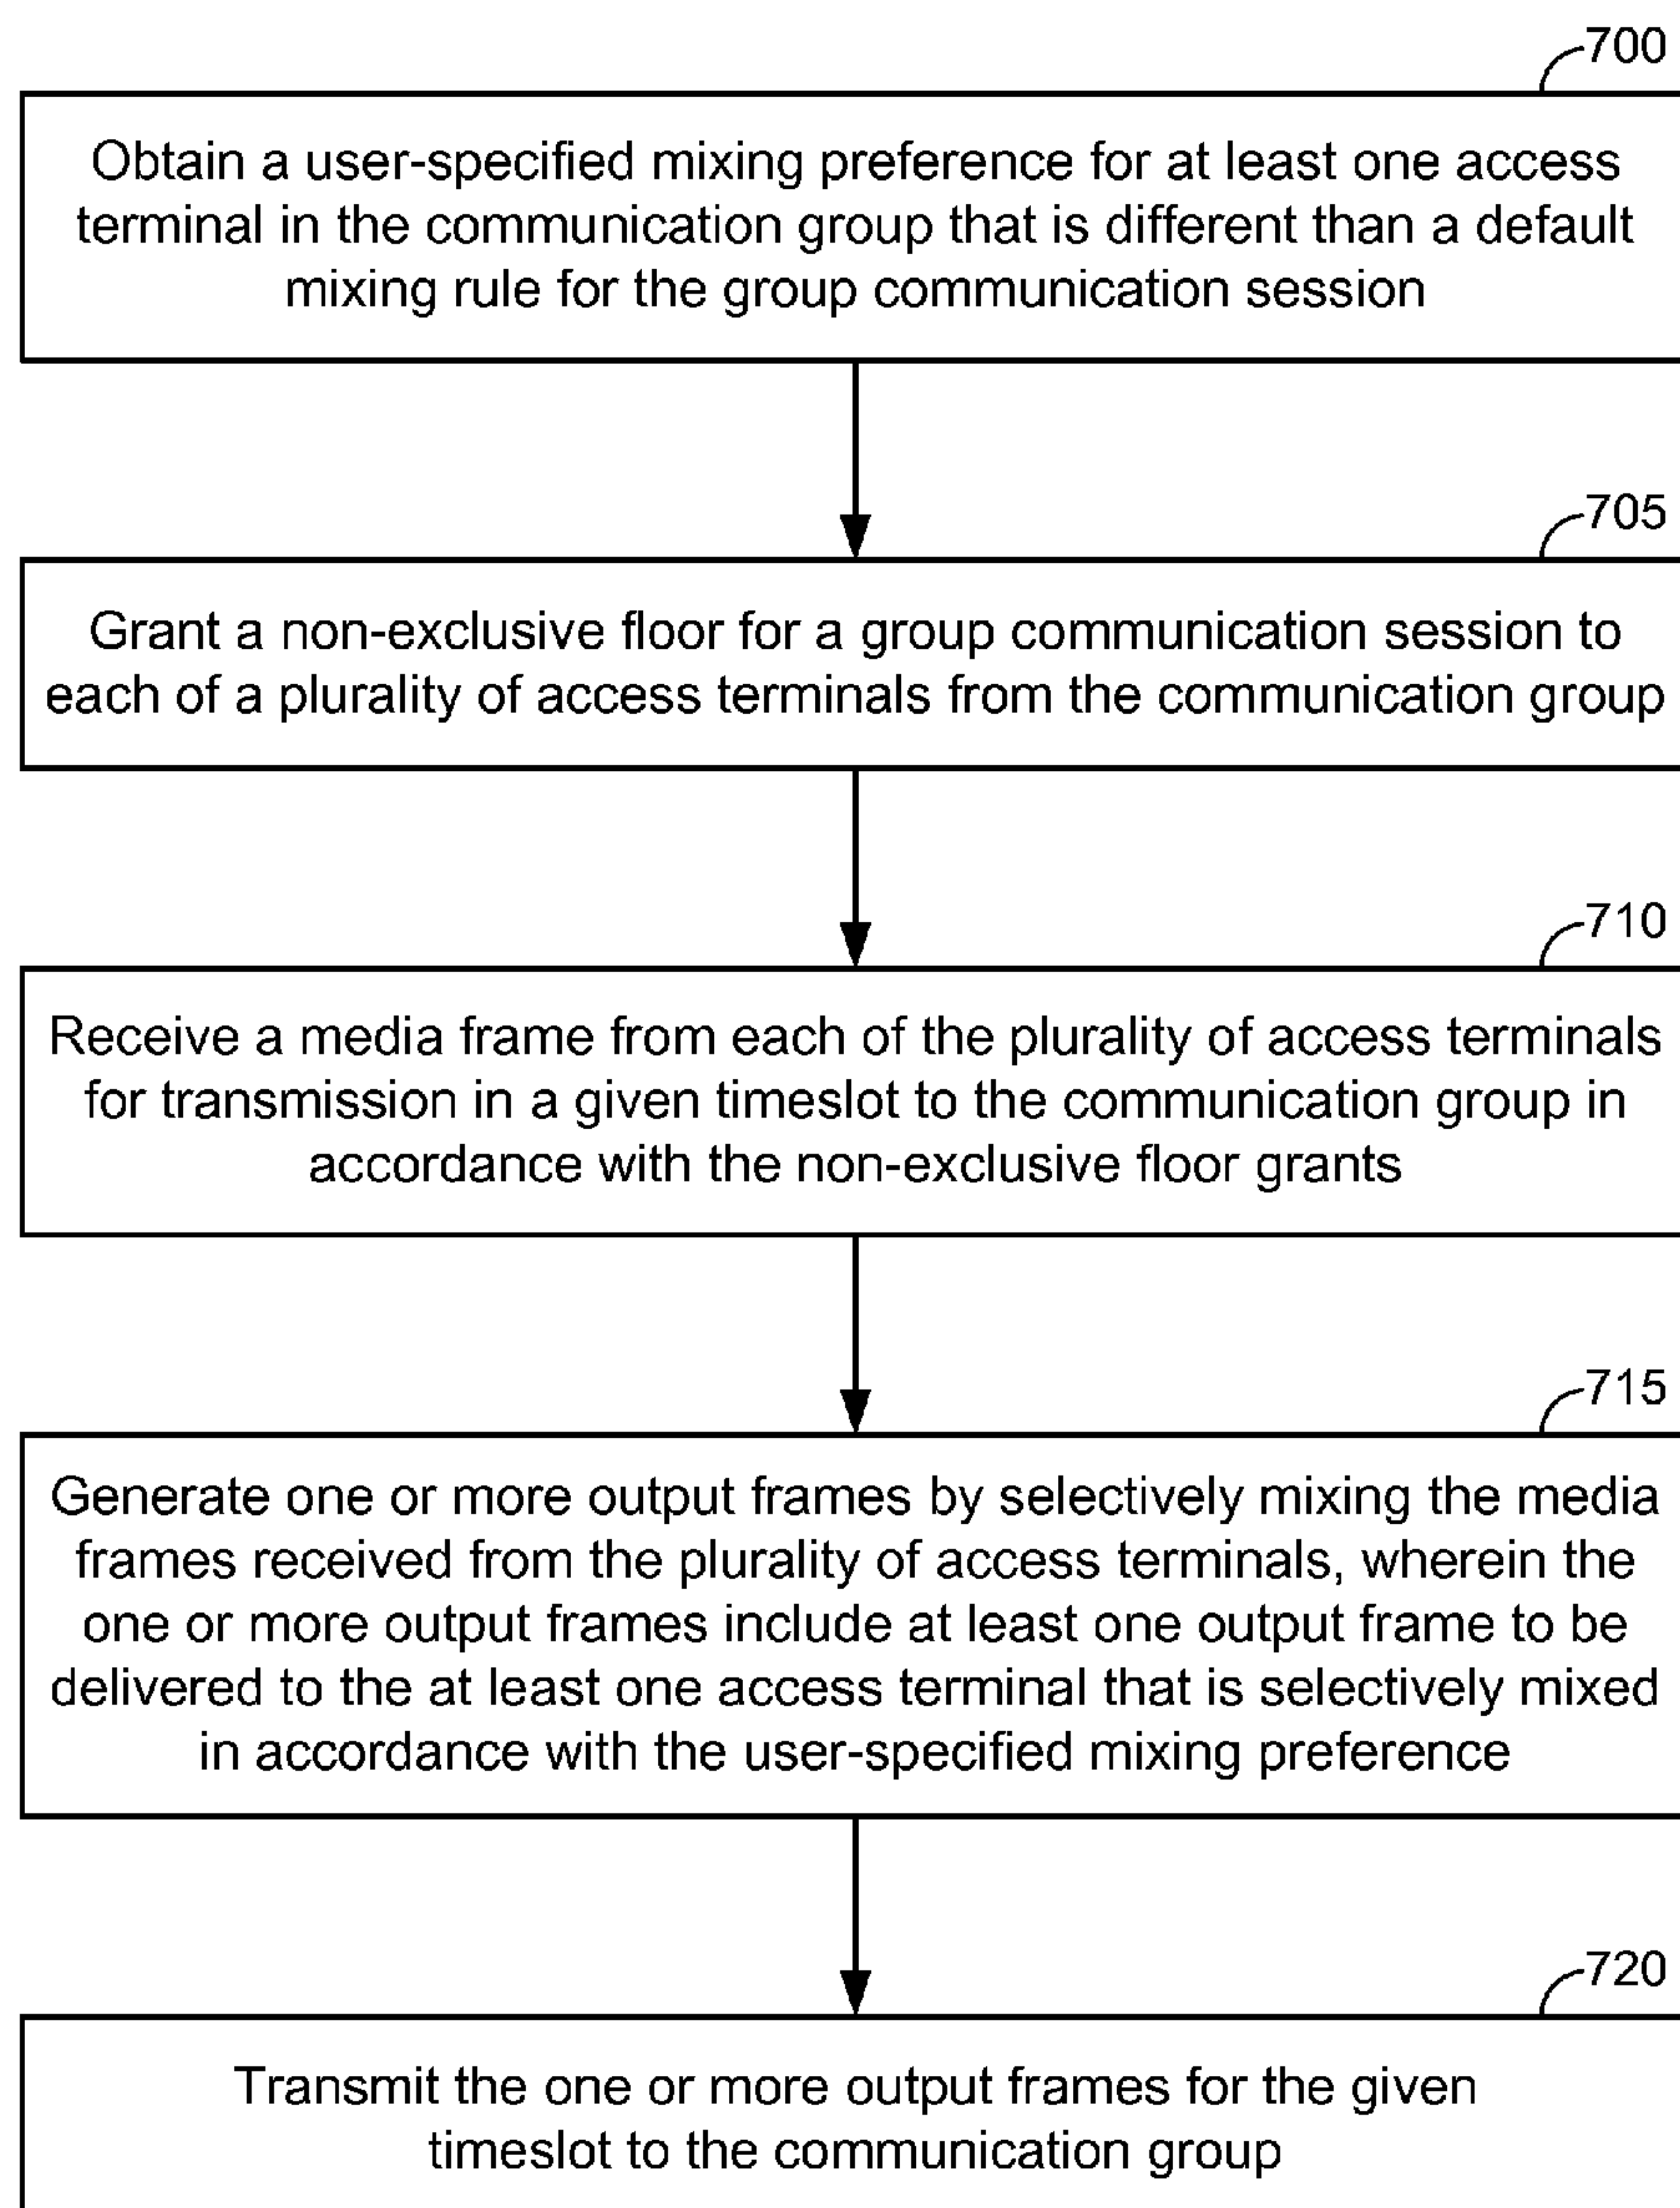 700
Obtain a user-specified mixing preference for at least one access
terminal in the communication group that is different than a default
mixing rule for the group communication session
705
Grant a non-exclusive floor for a group communication session to
each of a plurality of access terminals from the communication group
710
Receive a media frame from each of the plurality of access terminals
for transmission in a given timeslot to the communication group in
accordance with the non-exclusive floor grants
715
Generate one or more output frames by selectively mixing the media
frames received from the plurality of access terminals, wherein the
one or more output frames include at least one output frame to be
delivered to the at least one access terminal that is selectively mixed
in accordance with the user-specified mixing preference
720
Transmit the one or more output frames for the given
timeslot to the communication group